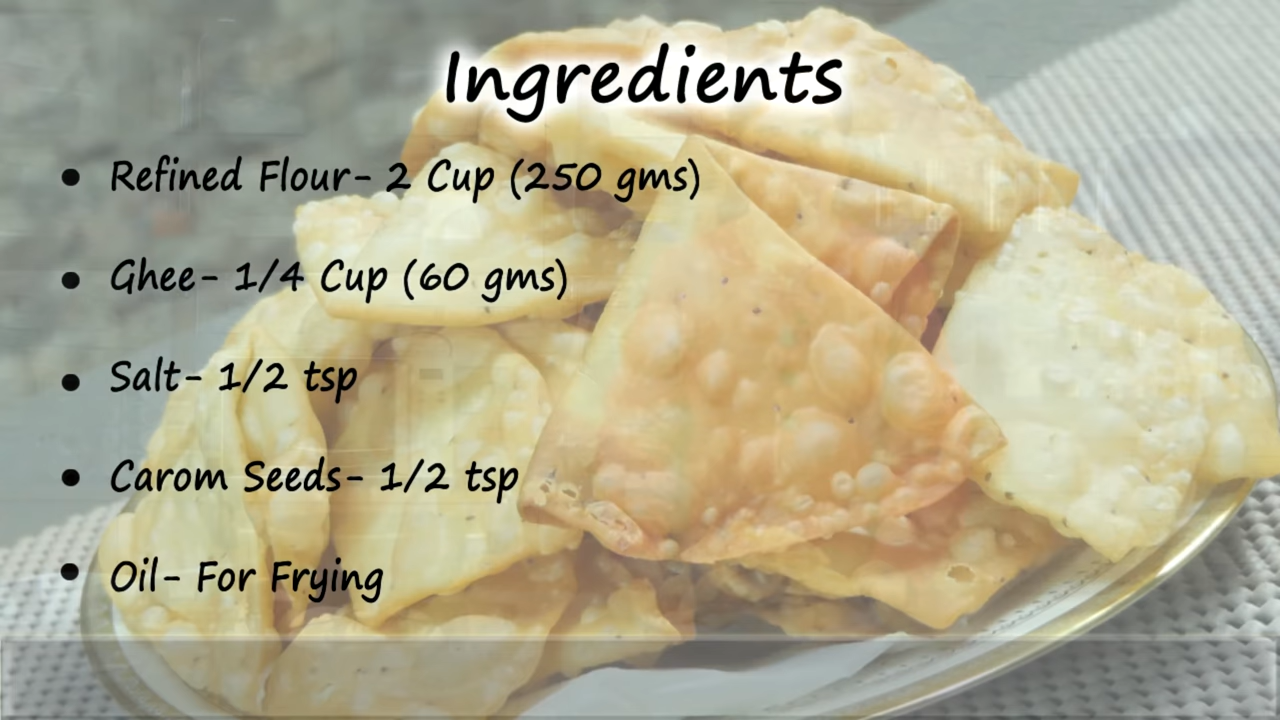 Ingredients
• Refined Flour- 2 Cup (250 gms)
• Ghee- 1/4 Cup (60 gms)
• Salt- 1/2 tsp
• Carom Seeds- 1/2 tsp
• Oil- For Frying